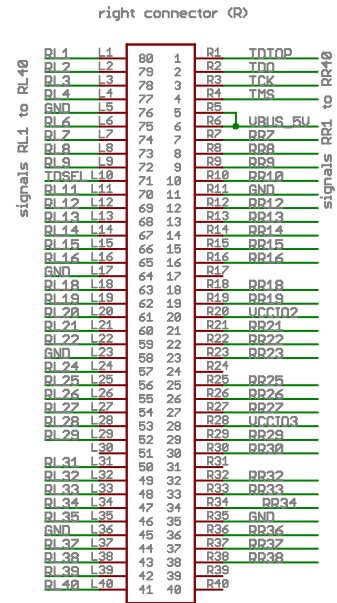 right connector (R)
signals RL1 to RL40
signals RR1 to RR40
RL1 L1 80 1 R1 TDTOP
RL2 L2 79 2 R2 TDO
RL3 L3 78 3 R3 TCK
RL4 L4 77 4 R4 TMS
GND L5 76 5 R5
RL6 L6 75 6 R6 VBUS_5V
RL7 L7 74 7 R7 RR7
RL8 L8 73 8 R8 RR8
RL9 L9 72 9 R9 RR9
TDSEL L10 71 10 R10 RR10
RL11 L11 70 11 R11 GND
RL12 L12 69 12 R12 RR12
RL13 L13 68 13 R13 RR13
RL14 L14 67 14 R14 RR14
RL15 L15 66 15 R15 RR15
RL16 L16 65 16 R16 RR16
GND L17 64 17 R17
RL18 L18 63 18 R18 RR18
RL19 L19 62 19 R19 RR19
RL20 L20 61 20 R20 VCCIO2
RL21 L21 60 21 R21 RR21
RL22 L22 59 22 R22 RR22
GND L23 58 23 R23 RR23
RL24 L24 57 24 R24
RL25 L25 56 25 R25 RR25
RL26 L26 55 26 R26 RR26
RL27 L27 54 27 R27 RR27
RL28 L28 53 28 R28 VCCIO3
RL29 L29 52 29 R29 RR29
L30 51 30 R30 RR30
RL31 L31 50 31 R31
RL32 L32 49 32 R32 RR32
RL33 L33 48 33 R33 RR33
RL34 L34 47 34 R34 RR34
RL35 L35 46 35 R35 GND
GND L36 45 36 R36 RR36
RL37 L37 44 37 R37 RR37
RL38 L38 43 38 R38 RR38
RL39 L39 42 39 R39
RL40 L40 41 40 R40